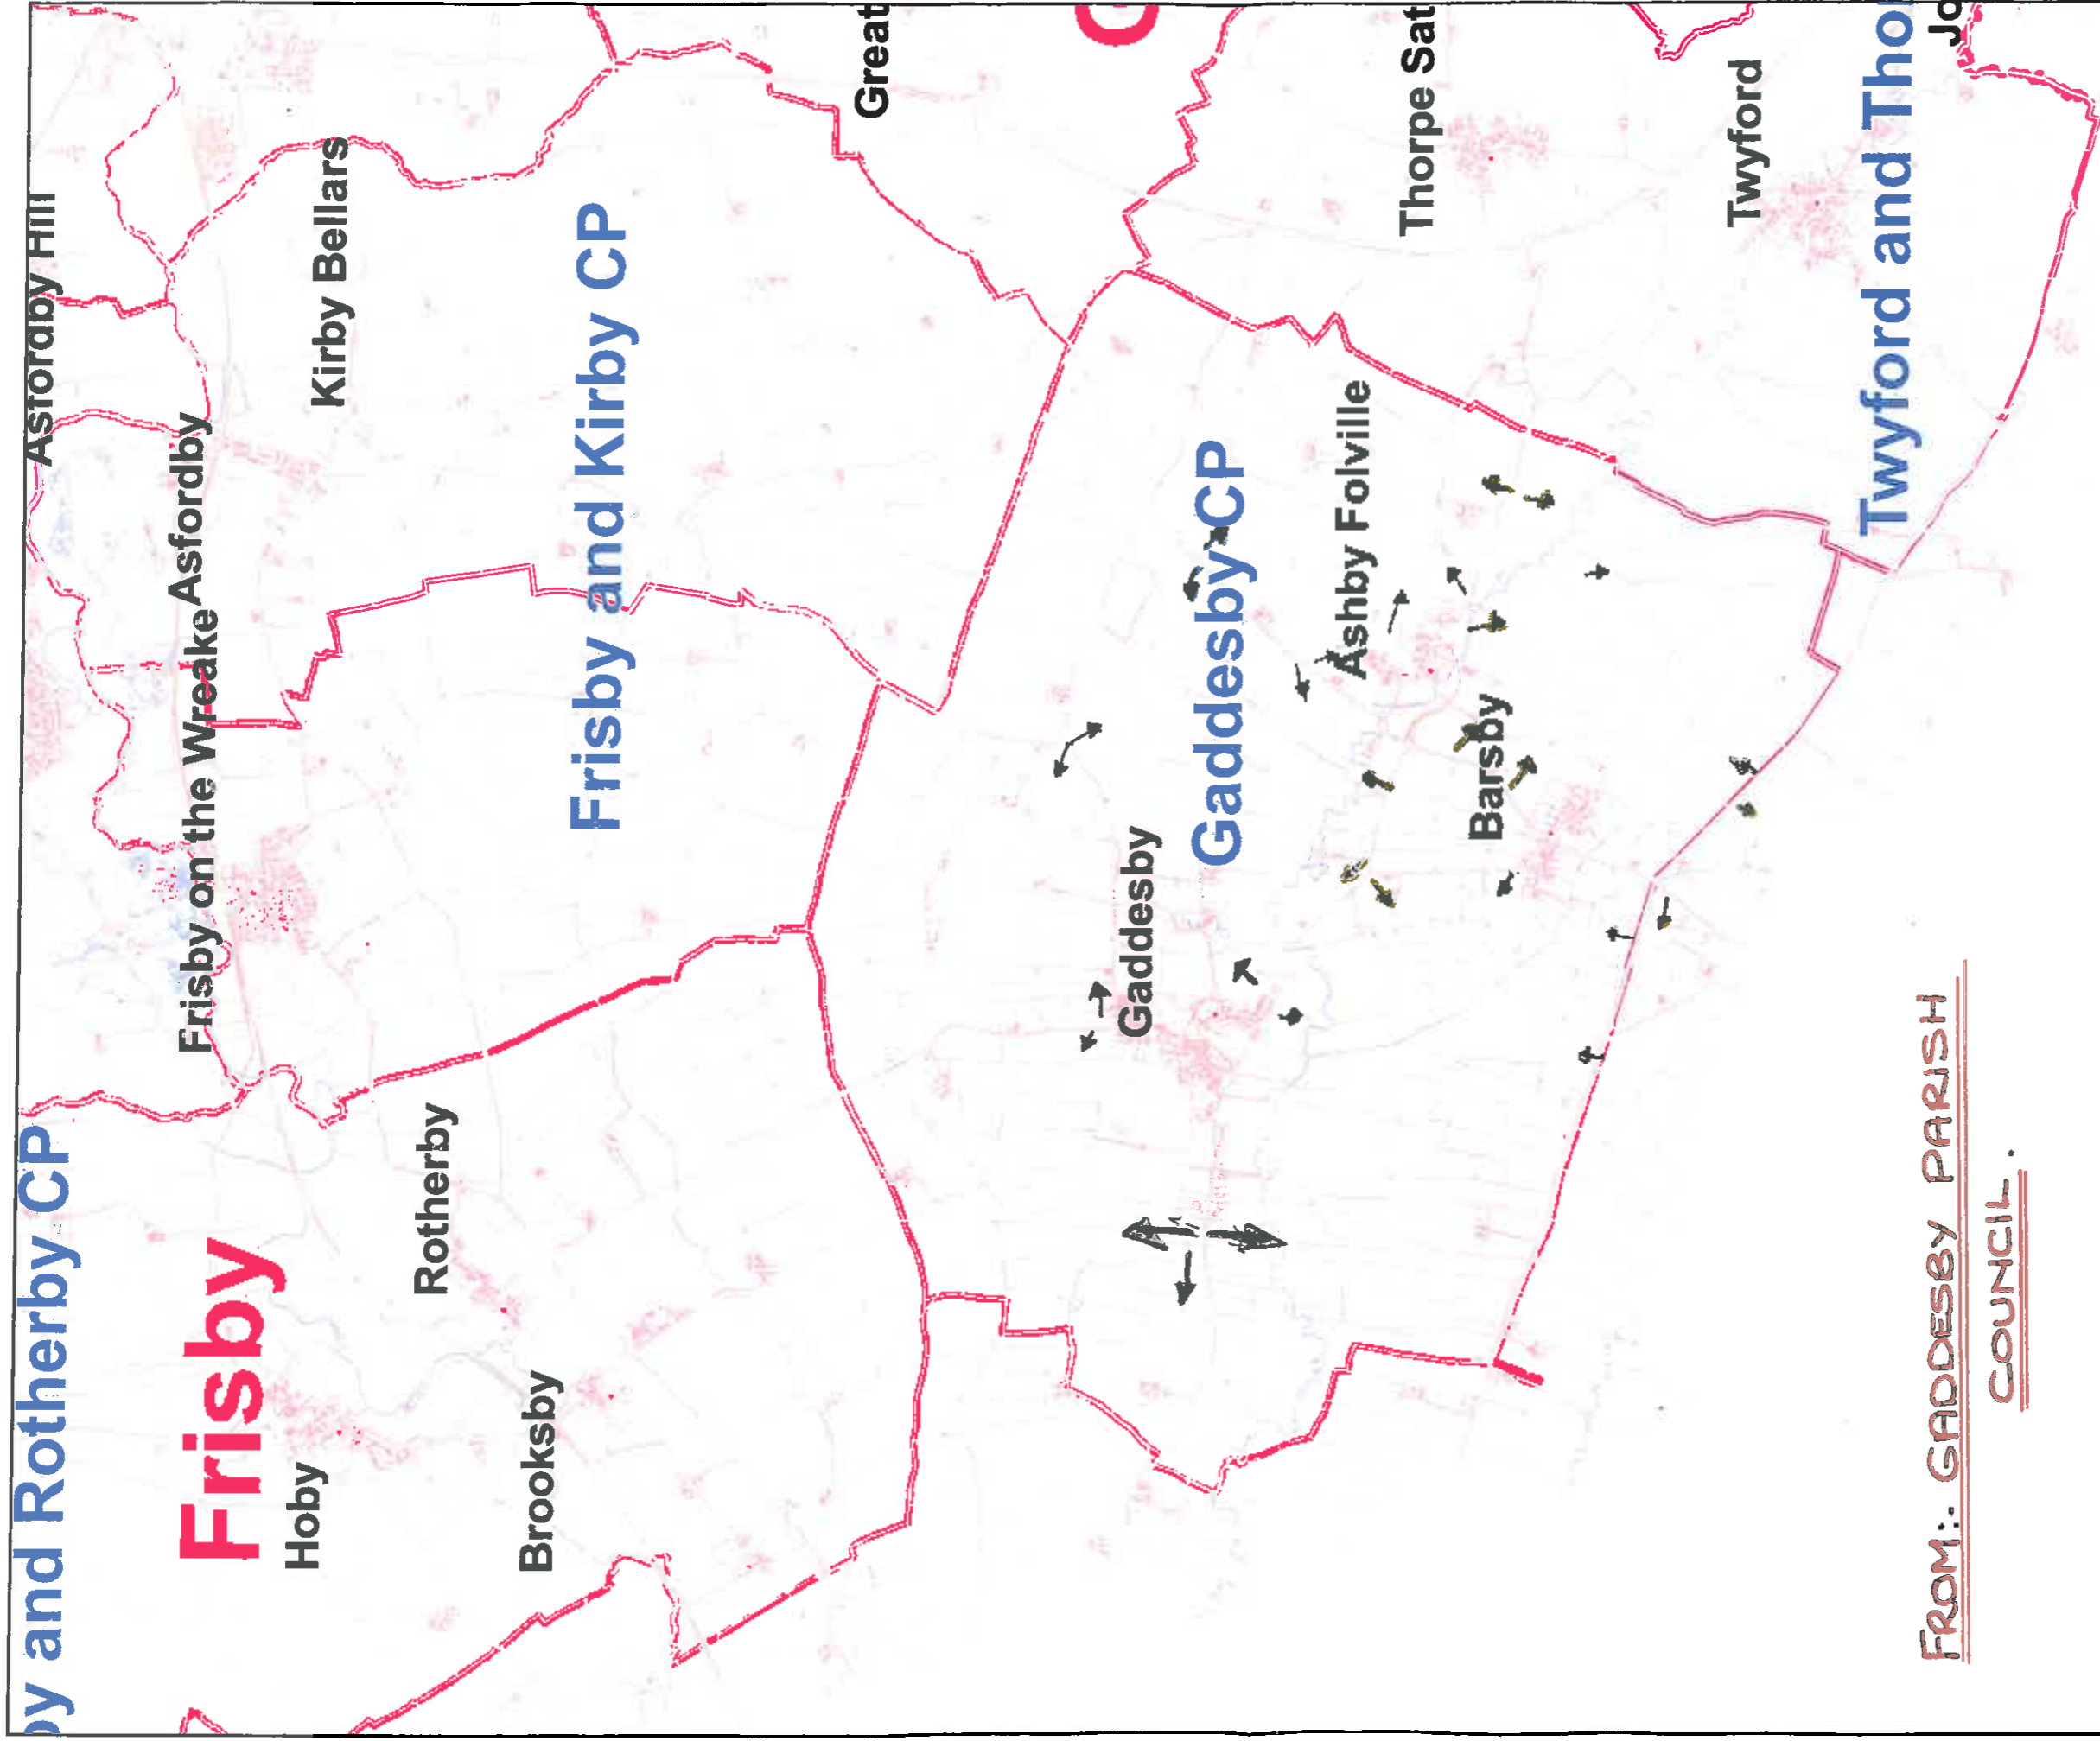 by and Rotherby CP
Asfordby Hill
Asfordby
Frisby on the Wreake
Frisby
Hoby
Kirby Bellars
Rotherby
Brooksby
Frisby and Kirby CP
Great
G
Gaddesby
Gaddesby CP
Ashby Folville
Thorpe Sat
Barsby
Twyford
Twyford and Tho
Jo
FROM:. GADDESBY PARISH
COUNCIL.